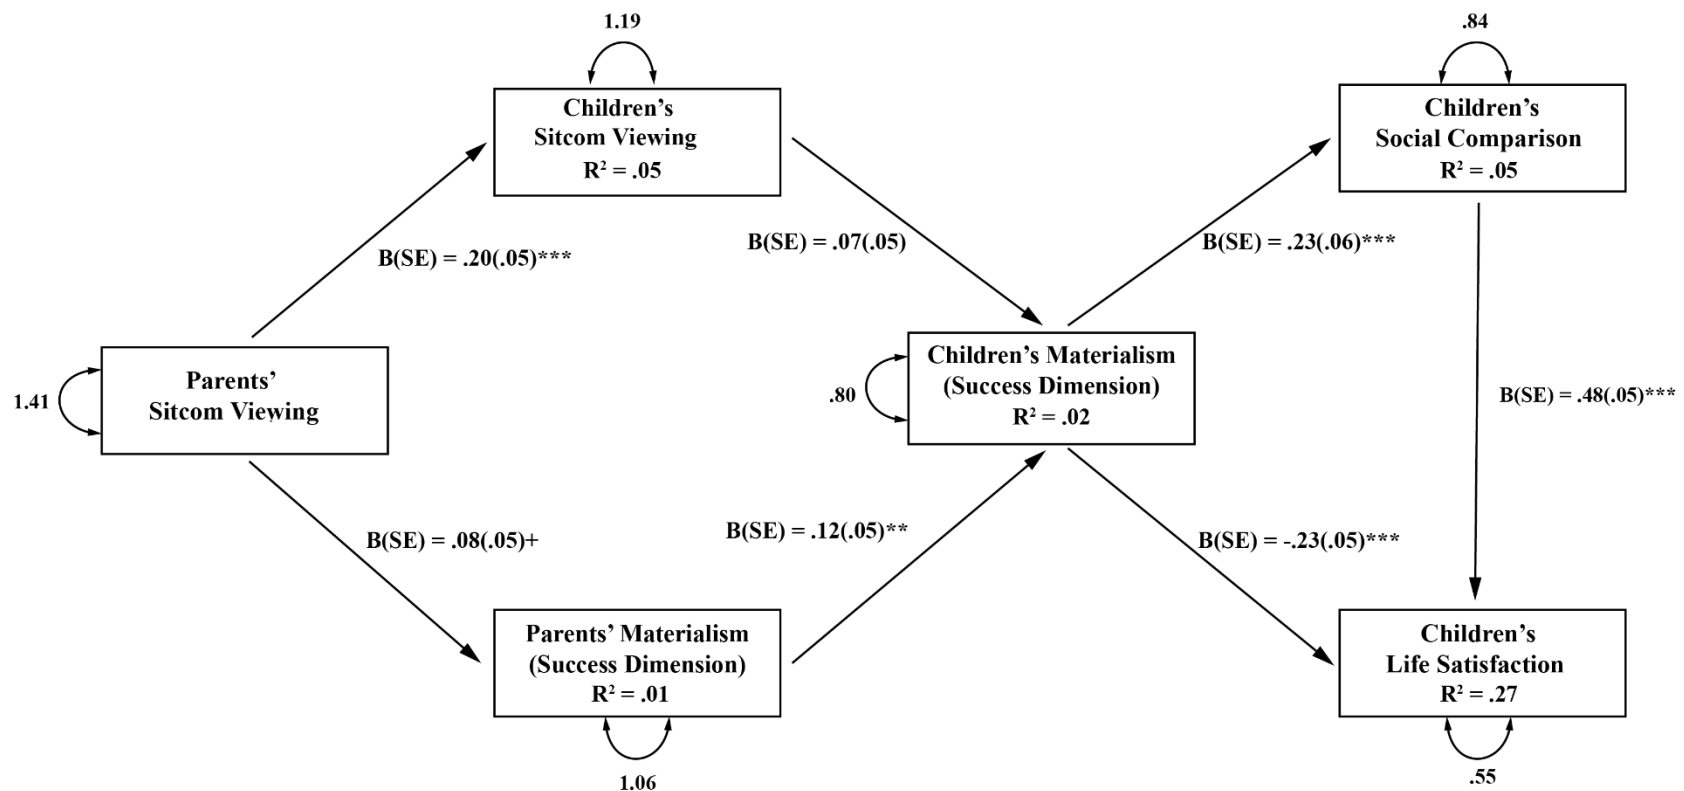 1.19
Children’s
Sitcom Viewing
R² = .05
.84
Children’s
Social Comparison
R² = .05
B(SE) = .20(.05)***
B(SE) = .07(.05)
B(SE) = .23(.06)***
1.41
Parents’
Sitcom Viewing
.80
Children’s Materialism
(Success Dimension)
R² = .02
B(SE) = .48(.05)***
B(SE) = .08(.05)+
B(SE) = .12(.05)**
B(SE) = -.23(.05)***
Parents’ Materialism
(Success Dimension)
R² = .01
1.06
Children’s
Life Satisfaction
R² = .27
.55